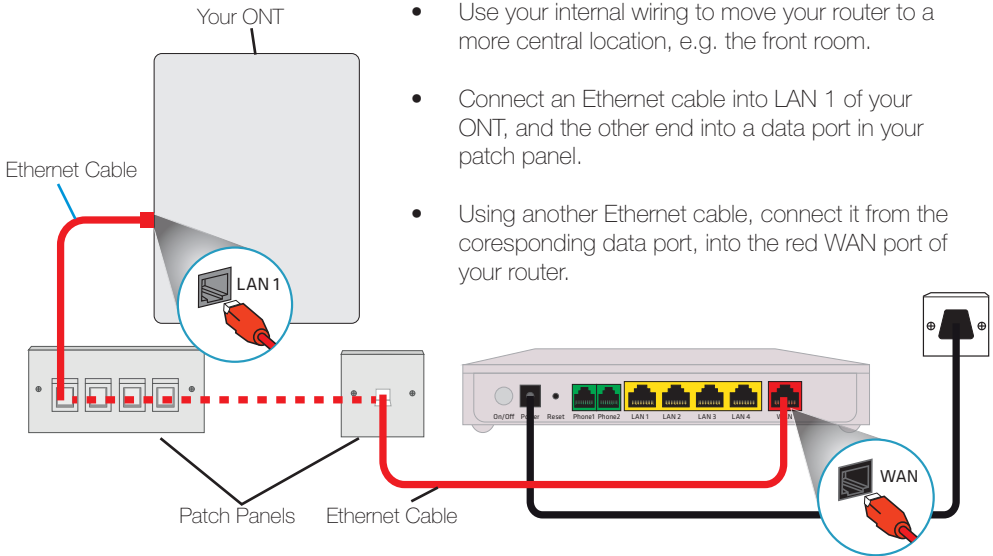 Your ONT
• Use your internal wiring to move your router to a
more central location, e.g. the front room.
• Connect an Ethernet cable into LAN 1 of your
ONT, and the other end into a data port in your
patch panel.
Ethernet Cable
• Using another Ethernet cable, connect it from the
coresponding data port, into the red WAN port of
your router.
LAN 1
On/Off Power Reset Phone1 Phone2 LAN 1 LAN 2 LAN 3 LAN 4 WAN
WAN
Patch Panels
Ethernet Cable